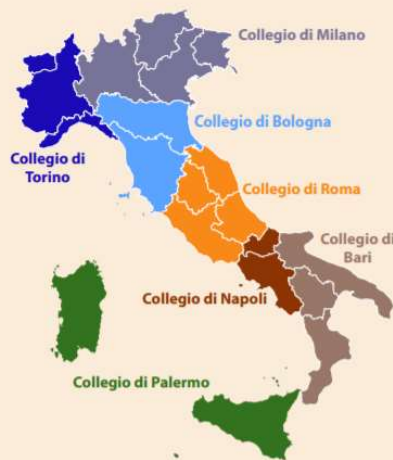 Collegio di Milano
Collegio di Bologna
Collegio di
Torino
Collegio di Roma
Collegio di
Bari
Collegio di Napoli
Collegio di Palermo